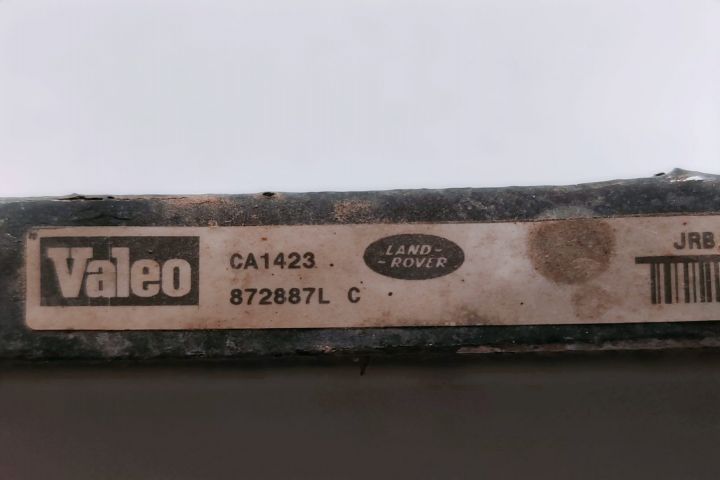 Valeo
CA1423
872887L C
LAND-
-ROVER
JRB